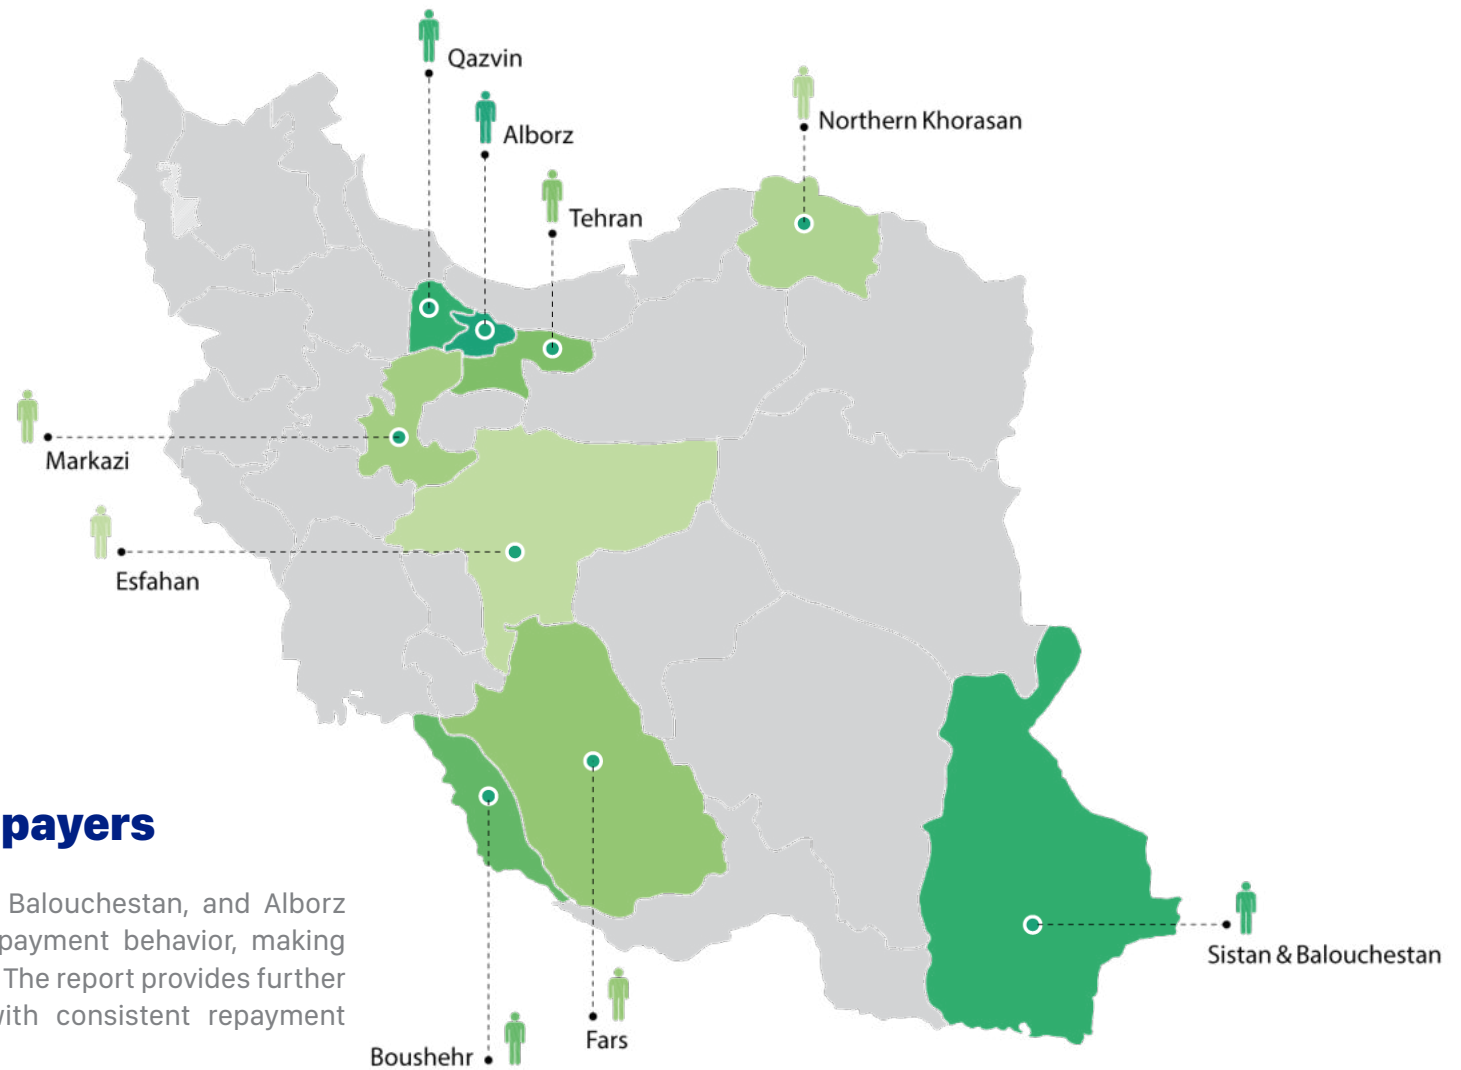 Qazvin
Alborz
Tehran
Northern Khorasan
Markazi
Esfahan
payers
Balouchestan, and Alborz
payment behavior, making
The report provides further
with consistent repayment
Sistan & Balouchestan
Fars
Boushehr